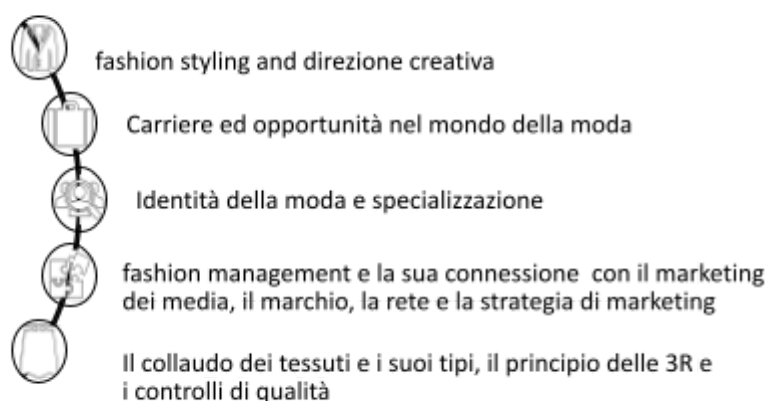 fashion styling and direzione creativa
Carriere ed opportunità nel mondo della moda
Identità della moda e specializzazione
fashion management e la sua connessione con il marketing
dei media, il marchio, la rete e la strategia di marketing
Il collaudo dei tessuti e i suoi tipi, il principio delle 3R e
i controlli di qualità